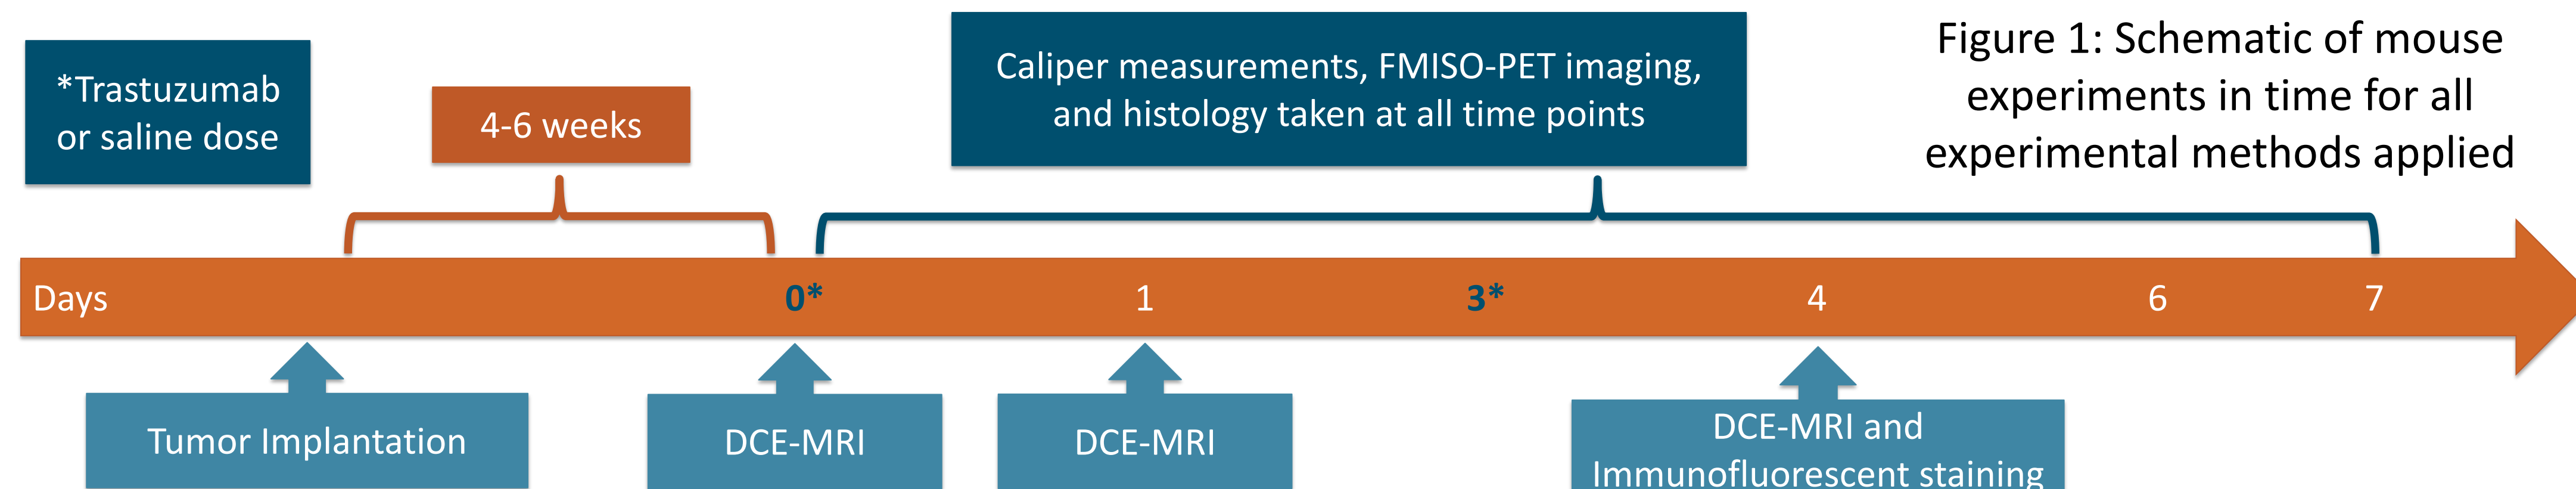 *Trastuzumab
or saline dose
4-6 weeks
Caliper measurements, FMISO-PET imaging,
and histology taken at all time points
Figure 1: Schematic of mouse
experiments in time for all
experimental methods applied
Days 0* 1 3* 4 6 7
Tumor Implantation
DCE-MRI
DCE-MRI
DCE-MRI and
Immunofluorescent staining